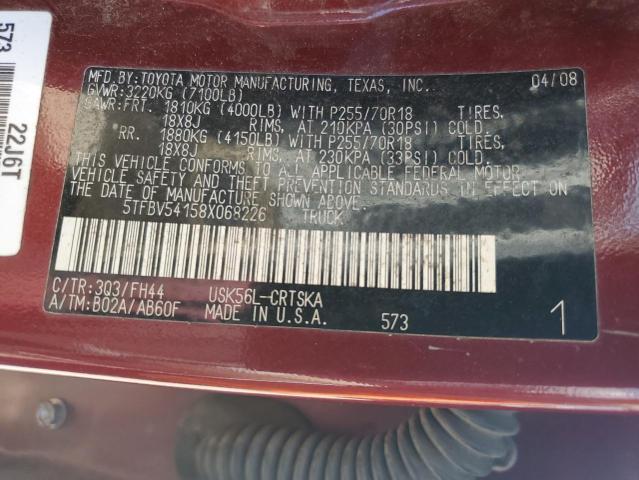 573
22J6T
MFD.BY:TOYOTA MOTOR MANUFACTURING, TEXAS, INC. 04/08
GVWR:3220KG (7100LB)
GAWR:FRT. 1810KG (4000LB) WITH P255/70R18 TIRES,
18X8J RIMS, AT 210KPA (30PSI) COLD.
RR. 1880KG (4150LB) WITH P255/70R18 TIRES,
18X8J RIMS, AT 230KPA (33PSI) COLD.
THIS VEHICLE CONFORMS TO ALL APPLICABLE FEDERAL MOTOR
VEHICLE SAFETY AND THEFT PREVENTION STANDARDS IN EFFECT ON
THE DATE OF MANUFACTURE SHOWN ABOVE.
5TFBV54158X068226 TRUCK
C/TR:3Q3/FH44 USK56L-CRTSKA
A/TM:B02A/AB60F MADE IN U.S.A. 573 1